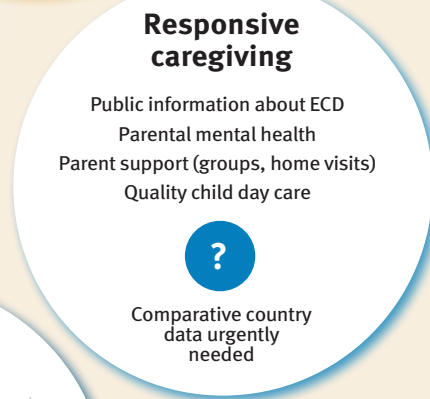 Responsive
caregiving
Public information about ECD
Parental mental health
Parent support (groups, home visits)
Quality child day care
?
Comparative country
data urgently
needed